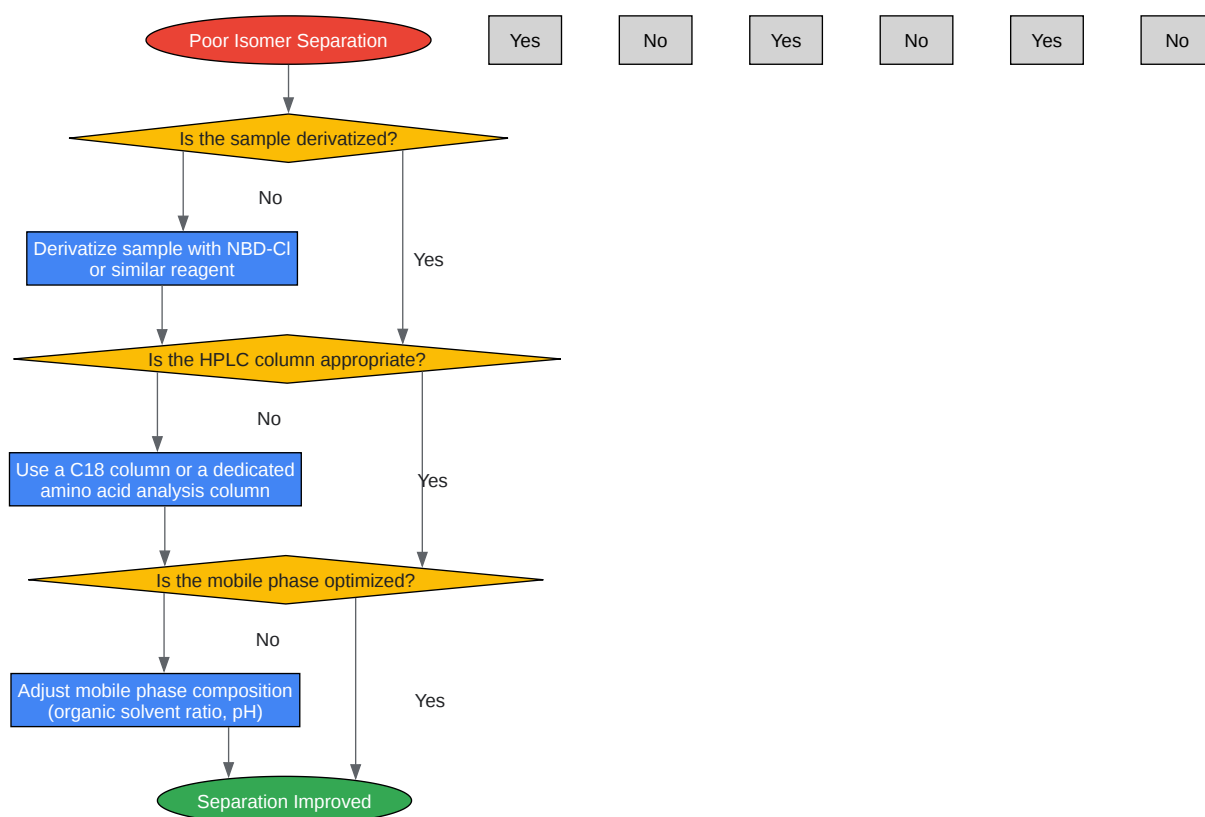 Poor Isomer Separation
Yes
No
Yes
No
Yes
No
Is the sample derivatized?
No
Derivatize sample with NBD-Cl
or similar reagent
Yes
Is the HPLC column appropriate?
No
Use a C18 column or a dedicated
amino acid analysis column
Yes
Is the mobile phase optimized?
No
Adjust mobile phase composition
(organic solvent ratio, pH)
Yes
Separation Improved